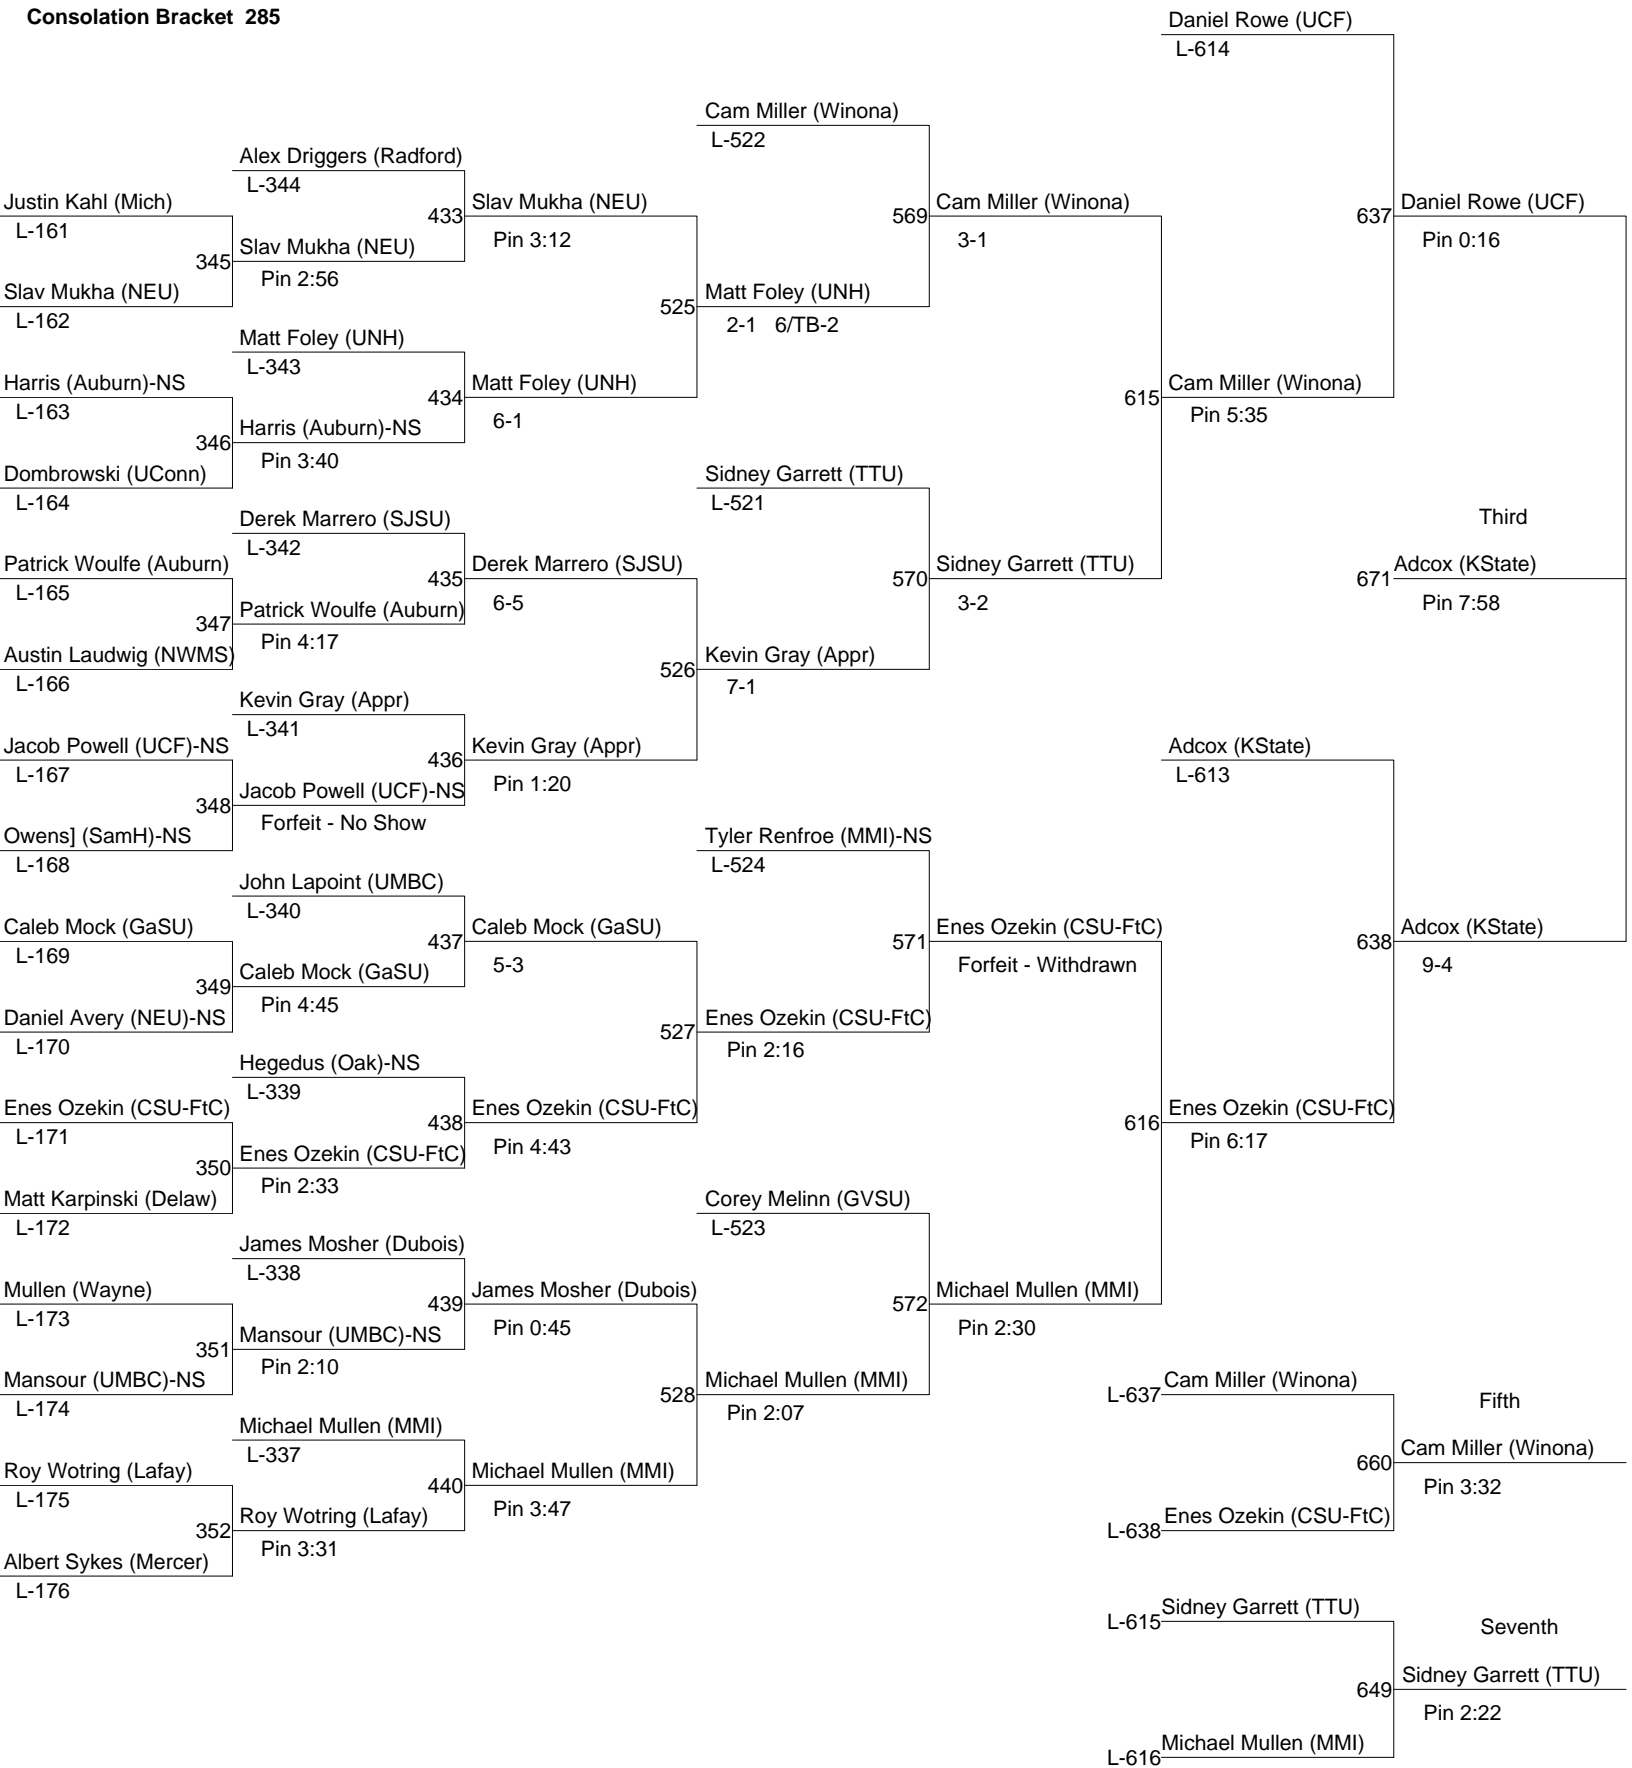 Consolation Bracket 285
Justin Kahl (Mich)
L-161
345
Slav Mukha (NEU)
L-162
Harris (Auburn)-NS
L-163
346
Dombrowski (UConn)
L-164
Patrick Woulfe (Auburn)
L-165
347
Austin Laudwig (NWMS)
L-166
Jacob Powell (UCF)-NS
L-167
348
Owens] (SamH)-NS
L-168
Caleb Mock (GaSU)
L-169
349
Daniel Avery (NEU)-NS
L-170
Enes Ozekin (CSU-FtC)
L-171
350
Matt Karpinski (Delaw)
L-172
Mullen (Wayne)
L-173
351
Mansour (UMBC)-NS
L-174
Roy Wotring (Lafay)
L-175
352
Albert Sykes (Mercer)
L-176
Alex Driggers (Radford)
L-344
433
Slav Mukha (NEU)
Pin 2:56
Matt Foley (UNH)
L-343
434
Harris (Auburn)-NS
Pin 3:40
Derek Marrero (SJSU)
L-342
435
Patrick Woulfe (Auburn)
Pin 4:17
Kevin Gray (Appr)
L-341
436
Jacob Powell (UCF)-NS
Forfeit - No Show
John Lapoint (UMBC)
L-340
437
Caleb Mock (GaSU)
Pin 4:45
Hegedus (Oak)-NS
L-339
438
Enes Ozekin (CSU-FtC)
Pin 2:33
James Mosher (Dubois)
L-338
439
Mansour (UMBC)-NS
Pin 2:10
Michael Mullen (MMI)
L-337
440
Roy Wotring (Lafay)
Pin 3:31
Slav Mukha (NEU)
Pin 3:12
525
Matt Foley (UNH)
6-1
Derek Marrero (SJSU)
6-5
526
Kevin Gray (Appr)
Pin 1:20
Caleb Mock (GaSU)
5-3
527
Enes Ozekin (CSU-FtC)
Pin 4:43
James Mosher (Dubois)
Pin 0:45
528
Michael Mullen (MMI)
Pin 3:47
Cam Miller (Winona)
L-522
569
Matt Foley (UNH)
2-1 6/TB-2
Sidney Garrett (TTU)
L-521
570
Kevin Gray (Appr)
7-1
Tyler Renfroe (MMI)-NS
L-524
571
Enes Ozekin (CSU-FtC)
Pin 2:16
Corey Melinn (GVSU)
L-523
572
Michael Mullen (MMI)
Pin 2:07
Cam Miller (Winona)
3-1
615
Sidney Garrett (TTU)
3-2
Enes Ozekin (CSU-FtC)
Forfeit - Withdrawn
616
Michael Mullen (MMI)
Pin 2:30
Daniel Rowe (UCF)
L-614
637
Cam Miller (Winona)
Pin 5:35
Adcox (KState)
L-613
638
Enes Ozekin (CSU-FtC)
Pin 6:17
Daniel Rowe (UCF)
Pin 0:16
Third
671
Adcox (KState)
Pin 7:58
Adcox (KState)
9-4
L-637
Cam Miller (Winona)
Fifth
660
Cam Miller (Winona)
Pin 3:32
L-638
Enes Ozekin (CSU-FtC)
L-615
Sidney Garrett (TTU)
Seventh
649
Sidney Garrett (TTU)
Pin 2:22
L-616
Michael Mullen (MMI)